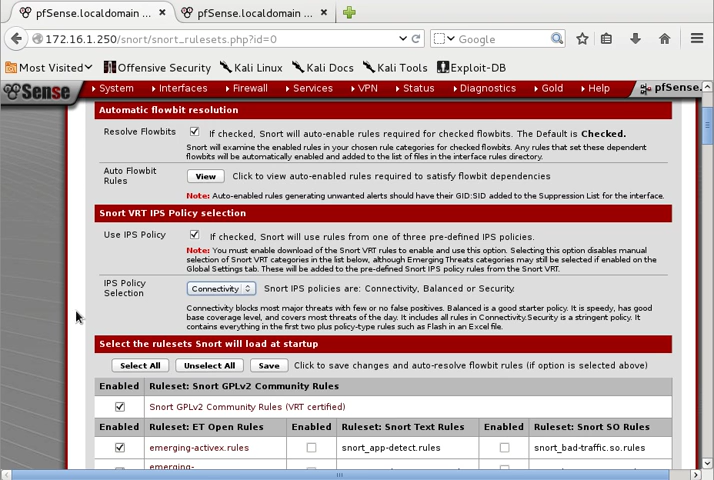 pfSense.localdomain ... ×
pfSense.localdomain ... ×
172.16.1.250/snort/snort_rulesets.php?id=0
Google
Most Visited
Offensive Security
Kali Linux
Kali Docs
Kali Tools
Exploit-DB
Sense
System
Interfaces
Firewall
Services
VPN
Status
Diagnostics
Gold
Help
pfSense.
Automatic flowbit resolution
Resolve Flowbits
If checked, Snort will auto-enable rules required for checked flowbits. The Default is Checked.
Snort will examine the enabled rules in your chosen rule categories for checked flowbits. Any rules that set these dependent
flowbits will be automatically enabled and added to the list of files in the interface rules directory.
Auto Flowbit
Rules
View
Click to view auto-enabled rules required to satisfy flowbit dependencies
Note: Auto-enabled rules generating unwanted alerts should have their GID:SID added to the Suppression List for the interface.
Snort VRT IPS Policy selection
Use IPS Policy
If checked, Snort will use rules from one of three pre-defined IPS policies.
Note: You must enable download of the Snort VRT rules to enable and use this option. Selecting this option disables manual
selection of Snort VRT categories in the list below, although Emerging Threats categories may still be selected if enabled on the
Global Settings tab. These will be added to the pre-defined Snort IPS policy rules from the Snort VRT.
IPS Policy
Selection
Connectivity
Snort IPS policies are: Connectivity, Balanced or Security.
Connectivity blocks most major threats with few or no false positives. Balanced is a good starter policy. It is speedy, has good
base coverage level, and covers most threats of the day. It includes all rules in Connectivity.Security is a stringent policy. It
contains everything in the first two plus policy-type rules such as Flash in an Excel file.
Select the rulesets Snort will load at startup
Select All
Unselect All
Save
Click to save changes and auto-resolve flowbit rules (if option is selected above)
Enabled
Ruleset: Snort GPLv2 Community Rules
Snort GPLv2 Community Rules (VRT certified)
Enabled
Ruleset: ET Open Rules
Enabled
Ruleset: Snort Text Rules
Enabled
Ruleset: Snort SO Rules
emerging-activex.rules
snort_app-detect.rules
snort_bad-traffic.so.rules
emerging-